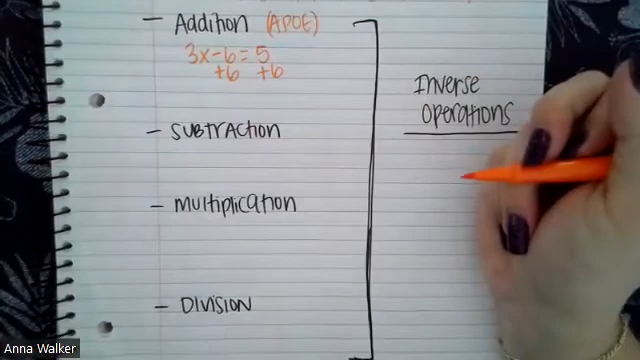 – Addition (APOE)
3x - 6 = 5
+6 +6
Inverse
Operations
– Subtraction
– Multiplication
– Division
Anna Walker